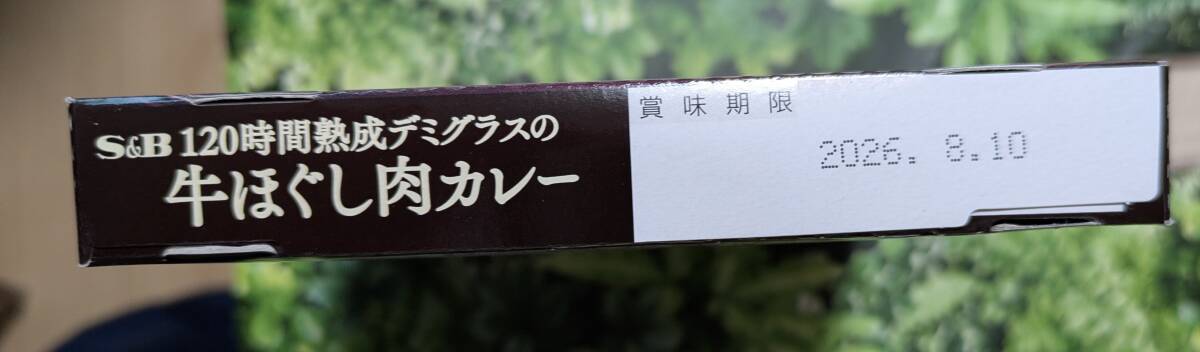 S&B 120時間熟成デミグラスの
牛ほぐし肉カレー
賞味期限
2026. 8.10